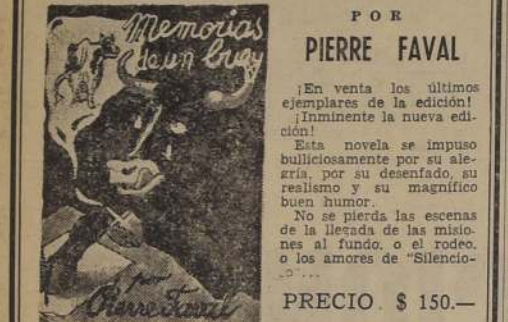 Memorias
de un buey
por
Pierre Faval
POR
PIERRE FAVAL
¡En venta los últimos
ejemplares de la edición!
¡Inminente la nueva edi-
ción!
Esta novela se impuso
bulliciosamente por su ale-
gría, por su desenfado, su
realismo y su magnífico
buen humor.
No se pierda las escenas
de la llegada de las misio-
nes al fundo, o el rodeo,
o los amores de "Silencio-
PRECIO $ 150.—